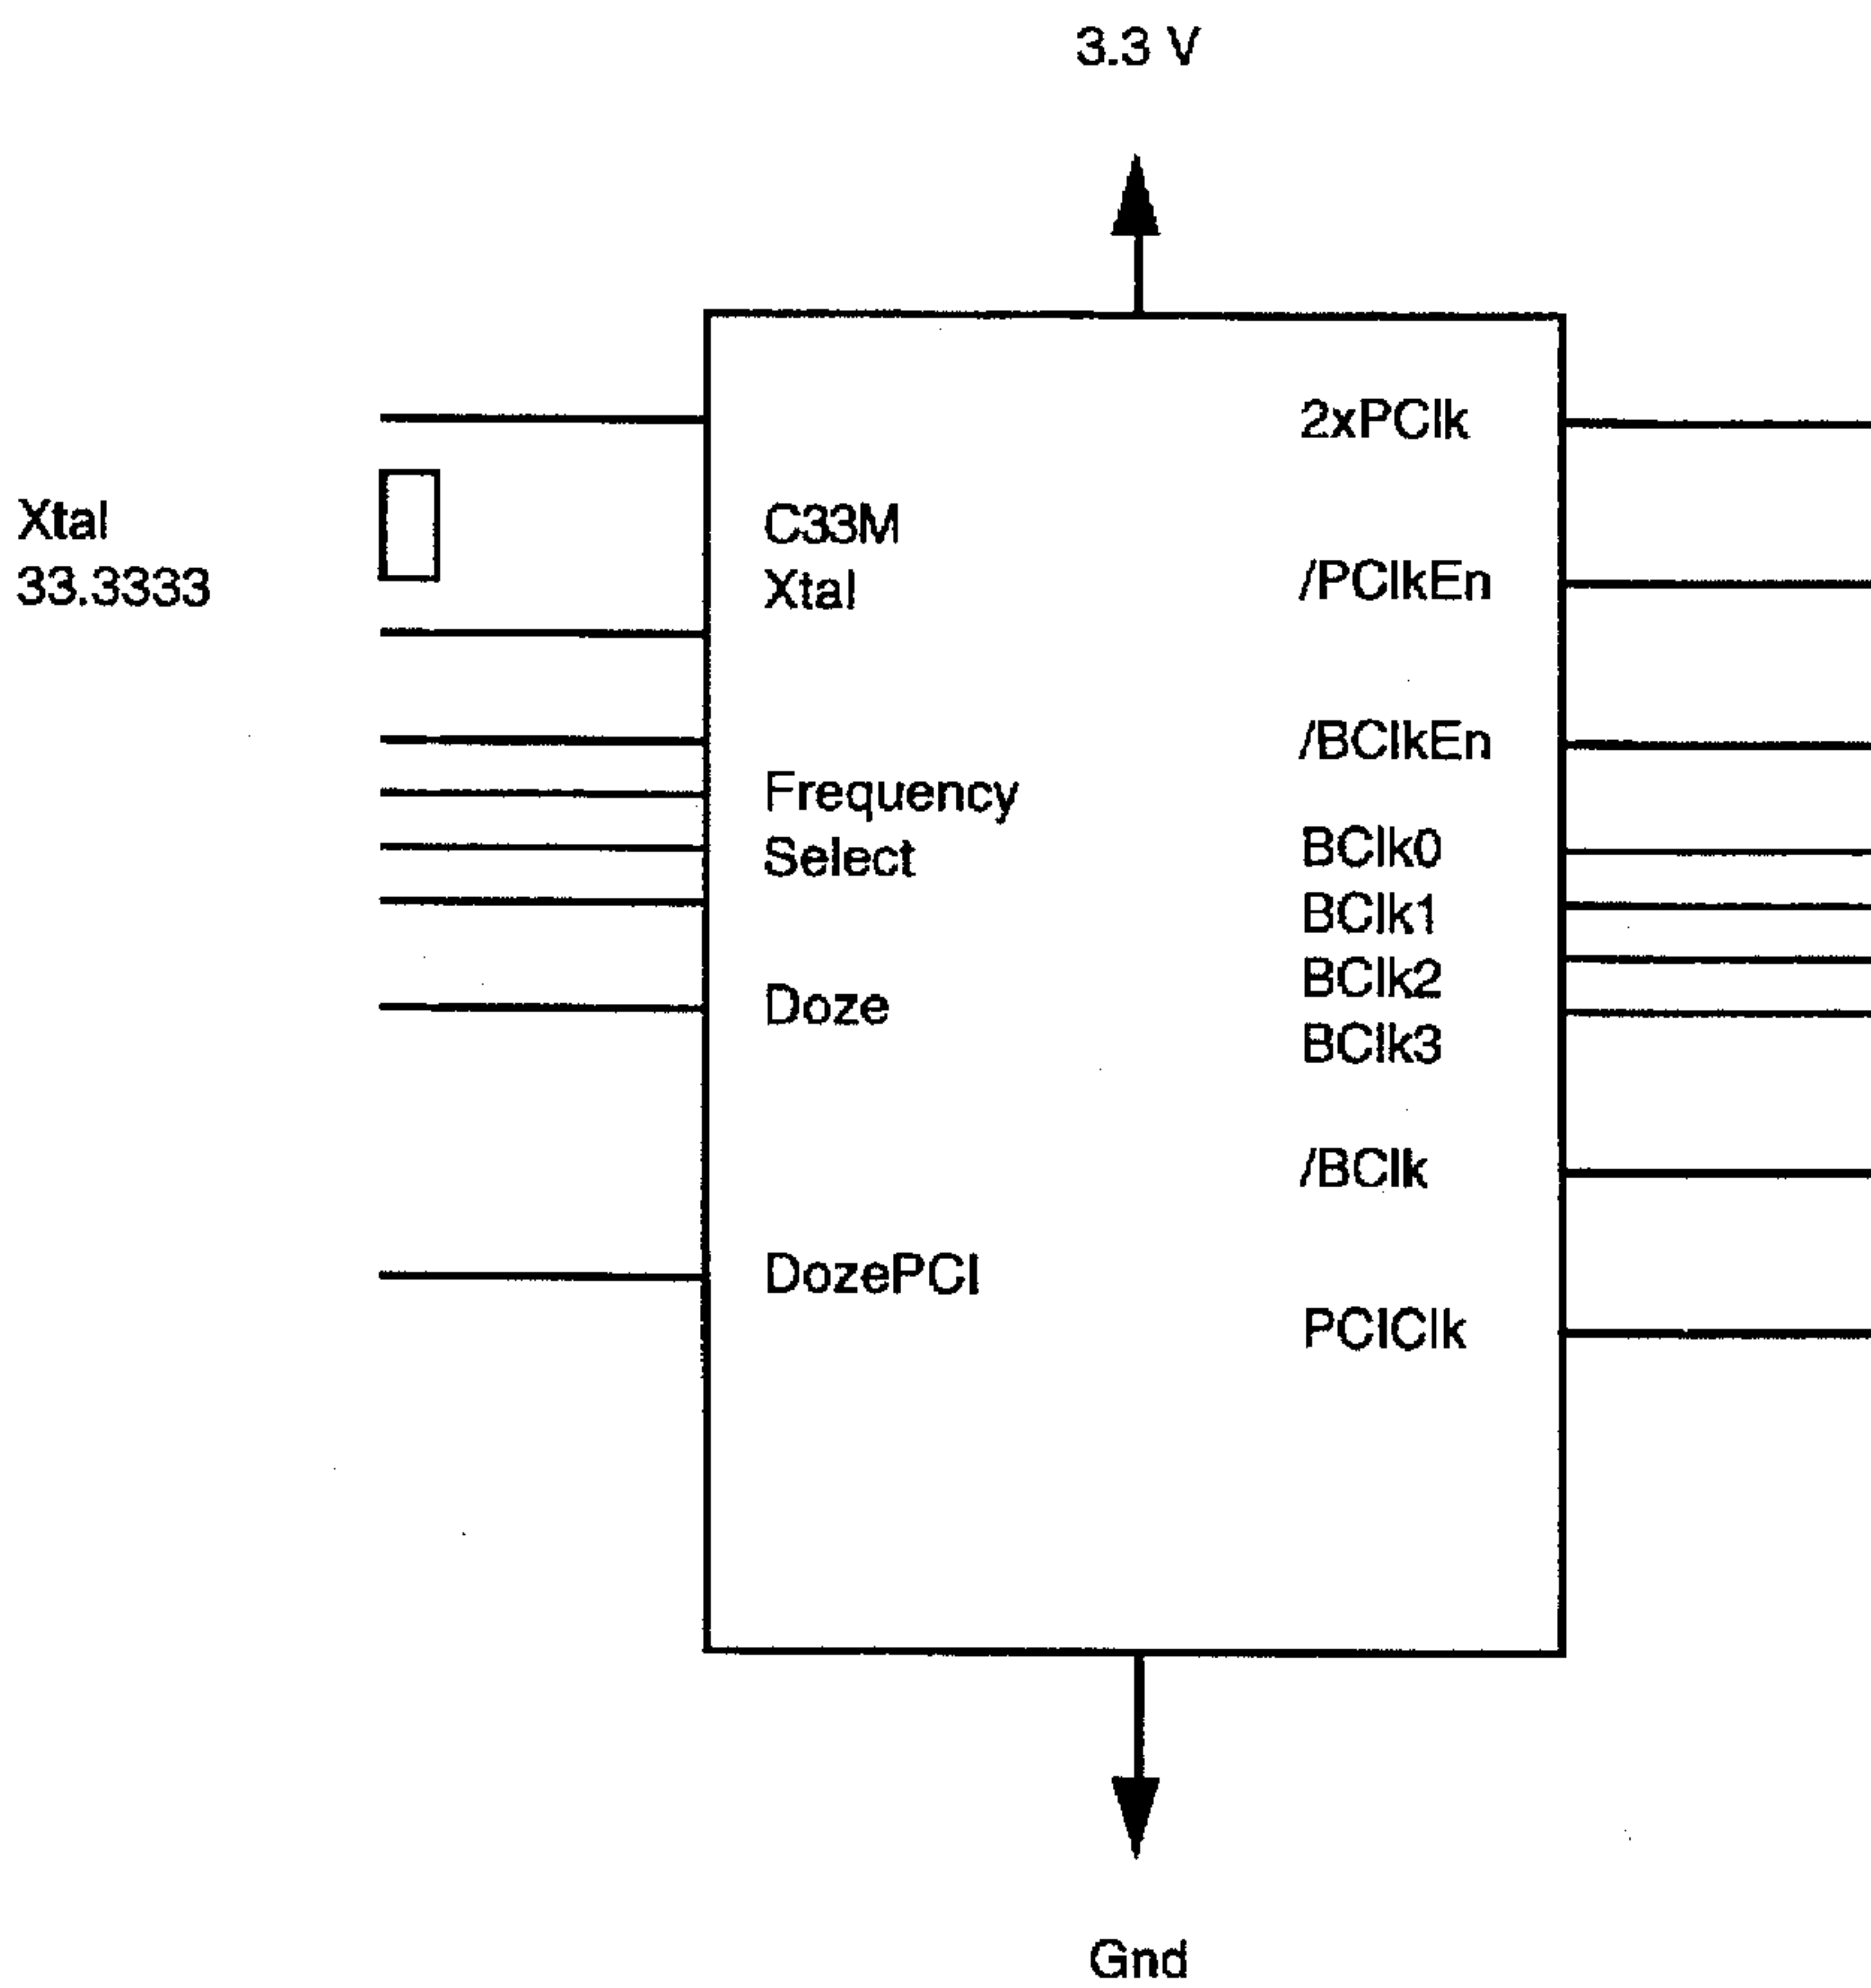 3.3 V
Xtal
33.3333
C33M
Xtal
Frequency
Select
Doze
DozePCI
2xPClk
/PClkEn
/BClkEn
BClk0
BClk1
BClk2
BClk3
/BClk
PCIClk
Gnd